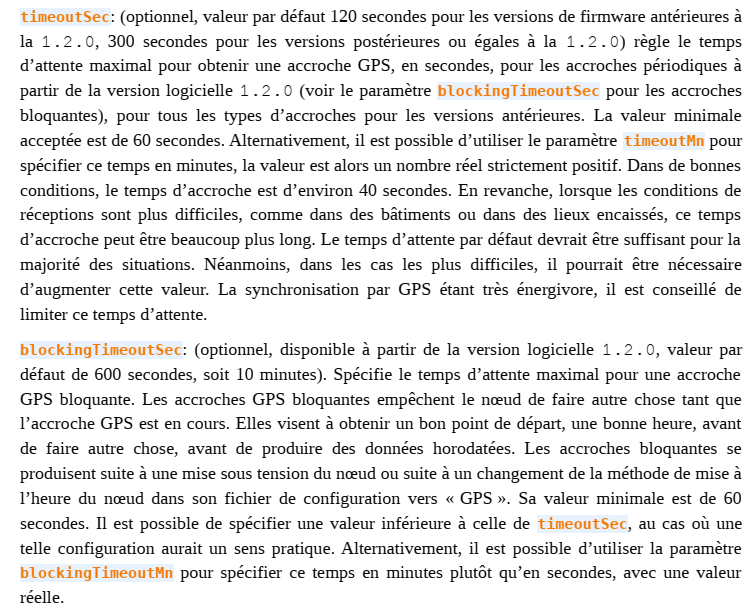 timeoutSec: (optionnel, valeur par défaut 120 secondes pour les versions de firmware antérieures à
la 1.2.0, 300 secondes pour les versions postérieures ou égales à la 1.2.0) règle le temps
d’attente maximal pour obtenir une accroche GPS, en secondes, pour les accroches périodiques à
partir de la version logicielle 1.2.0 (voir le paramètre blockingTimeoutSec pour les accroches
bloquantes), pour tous les types d’accroches pour les versions antérieures. La valeur minimale
acceptée est de 60 secondes. Alternativement, il est possible d’utiliser le paramètre timeoutMn pour
spécifier ce temps en minutes, la valeur est alors un nombre réel strictement positif. Dans de bonnes
conditions, le temps d’accroche est d’environ 40 secondes. En revanche, lorsque les conditions de
réceptions sont plus difficiles, comme dans des bâtiments ou dans des lieux encaissés, ce temps
d’accroche peut être beaucoup plus long. Le temps d’attente par défaut devrait être suffisant pour la
majorité des situations. Néanmoins, dans les cas les plus difficiles, il pourrait être nécessaire
d’augmenter cette valeur. La synchronisation par GPS étant très énergivore, il est conseillé de
limiter ce temps d’attente.
blockingTimeoutSec: (optionnel, disponible à partir de la version logicielle 1.2.0, valeur par
défaut de 600 secondes, soit 10 minutes). Spécifie le temps d’attente maximal pour une accroche
GPS bloquante. Les accroches GPS bloquantes empêchent le nœud de faire autre chose tant que
l’accroche GPS est en cours. Elles visent à obtenir un bon point de départ, une bonne heure, avant
de faire autre chose, avant de produire des données horodatées. Les accroches bloquantes se
produisent suite à une mise sous tension du nœud ou suite à un changement de la méthode de mise à
l’heure du nœud dans son fichier de configuration vers « GPS ». Sa valeur minimale est de 60
secondes. Il est possible de spécifier une valeur inférieure à celle de timeoutSec, au cas où une
telle configuration aurait un sens pratique. Alternativement, il est possible d’utiliser la paramètre
blockingTimeoutMn pour spécifier ce temps en minutes plutôt qu’en secondes, avec une valeur
réelle.